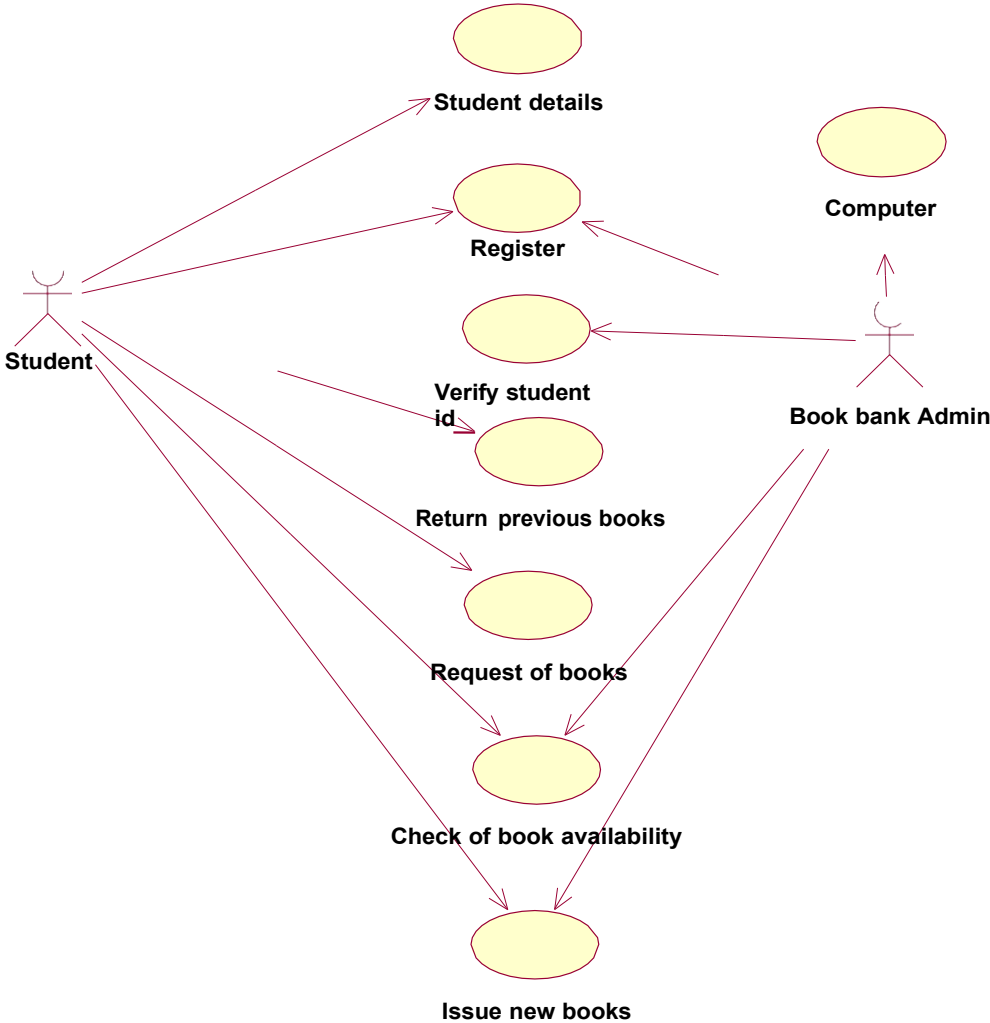 Student details
Computer
Register
Student
Verify student
id
Book bank Admin
Return previous books
Request of books
Check of book availability
Issue new books